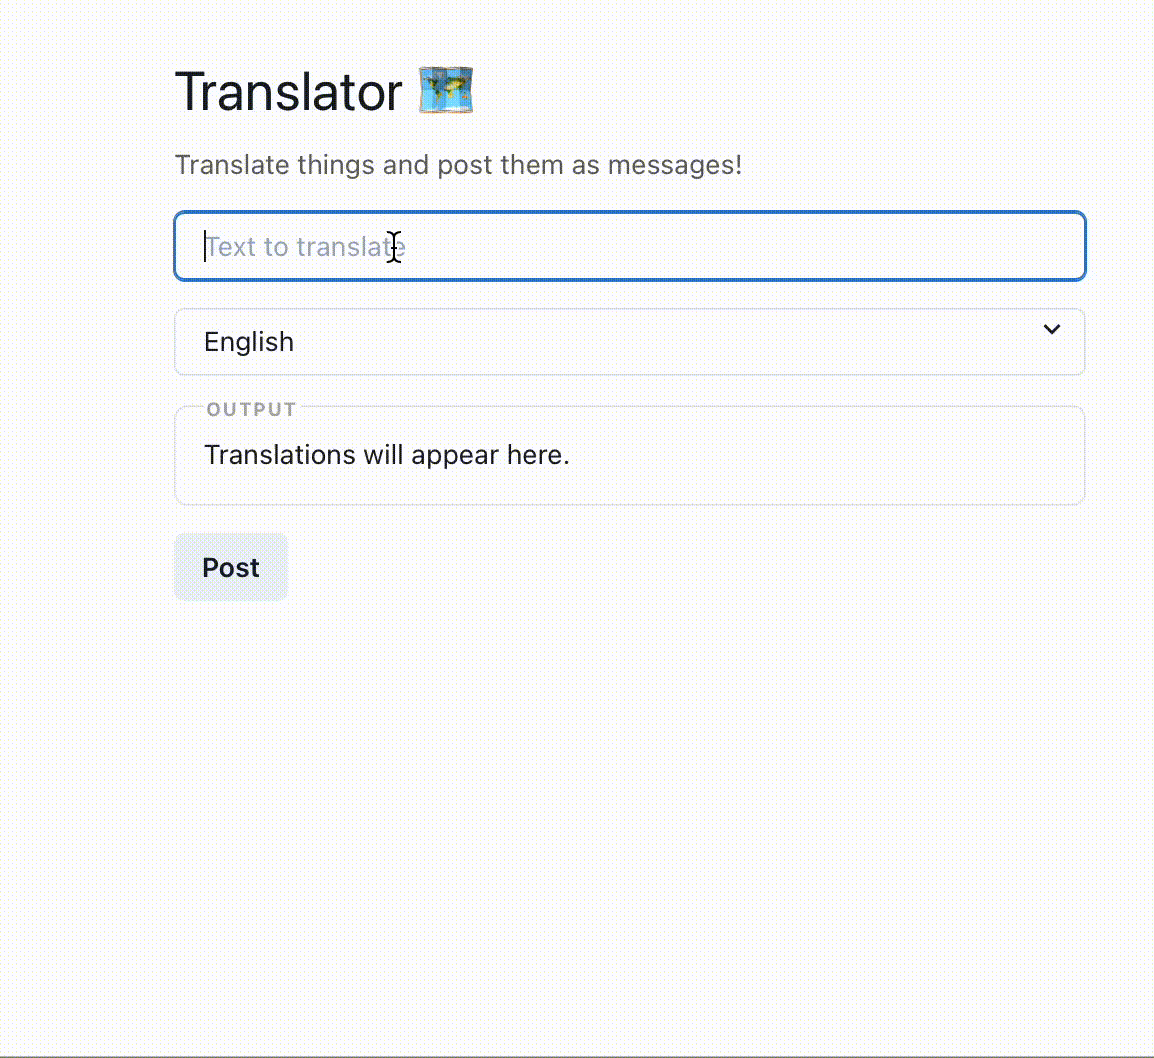 Translator 🗺️
Translate things and post them as messages!
Text to translate
English
OUTPUT
Translations will appear here.
Post